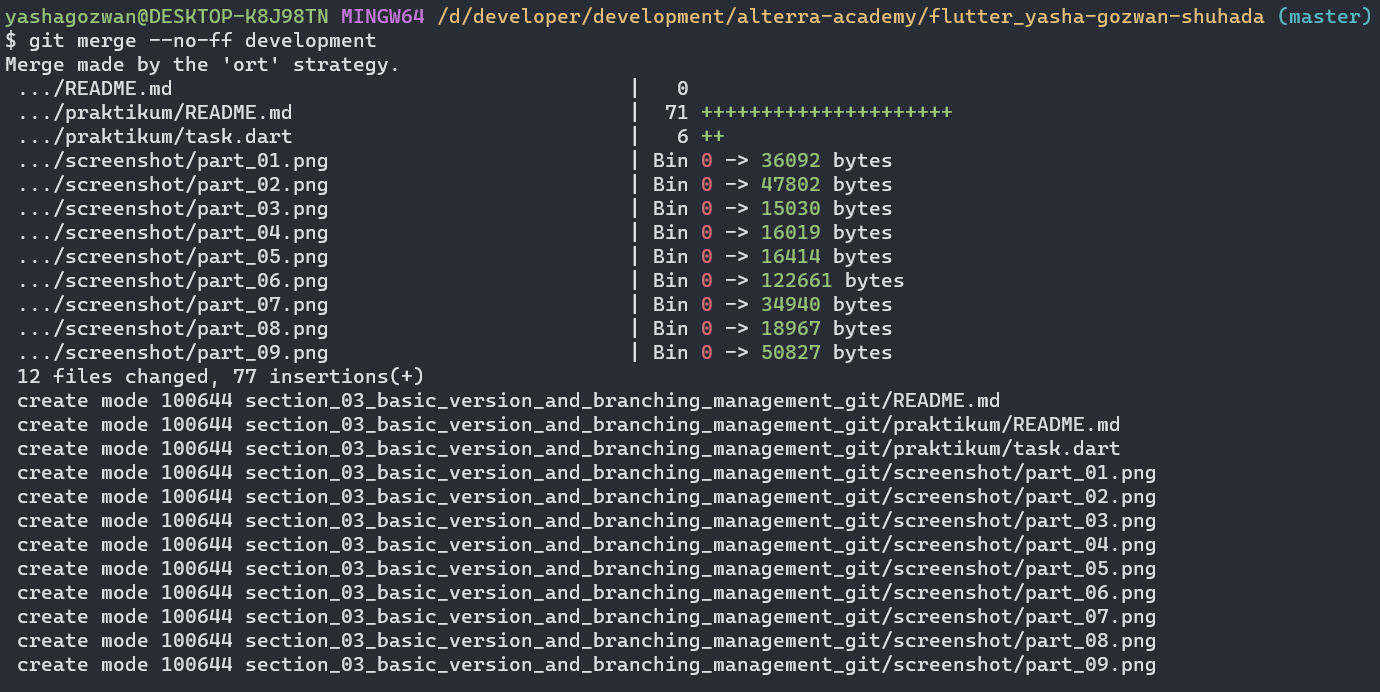 yashagozwan@DESKTOP-K8J98TN MINGW64 /d/developer/development/alterra-academy/flutter_yasha-gozwan-shuhada (master)
$ git merge --no-ff development
Merge made by the 'ort' strategy.
 .../README.md                                      |   0
 .../praktikum/README.md                            |  71 +++++++++++++++++++++
 .../praktikum/task.dart                            |   6 ++
 .../screenshot/part_01.png                         | Bin 0 -> 36092 bytes
 .../screenshot/part_02.png                         | Bin 0 -> 47802 bytes
 .../screenshot/part_03.png                         | Bin 0 -> 15030 bytes
 .../screenshot/part_04.png                         | Bin 0 -> 16019 bytes
 .../screenshot/part_05.png                         | Bin 0 -> 16414 bytes
 .../screenshot/part_06.png                         | Bin 0 -> 122661 bytes
 .../screenshot/part_07.png                         | Bin 0 -> 34940 bytes
 .../screenshot/part_08.png                         | Bin 0 -> 18967 bytes
 .../screenshot/part_09.png                         | Bin 0 -> 50827 bytes
 12 files changed, 77 insertions(+)
 create mode 100644 section_03_basic_version_and_branching_management_git/README.md
 create mode 100644 section_03_basic_version_and_branching_management_git/praktikum/README.md
 create mode 100644 section_03_basic_version_and_branching_management_git/praktikum/task.dart
 create mode 100644 section_03_basic_version_and_branching_management_git/screenshot/part_01.png
 create mode 100644 section_03_basic_version_and_branching_management_git/screenshot/part_02.png
 create mode 100644 section_03_basic_version_and_branching_management_git/screenshot/part_03.png
 create mode 100644 section_03_basic_version_and_branching_management_git/screenshot/part_04.png
 create mode 100644 section_03_basic_version_and_branching_management_git/screenshot/part_05.png
 create mode 100644 section_03_basic_version_and_branching_management_git/screenshot/part_06.png
 create mode 100644 section_03_basic_version_and_branching_management_git/screenshot/part_07.png
 create mode 100644 section_03_basic_version_and_branching_management_git/screenshot/part_08.png
 create mode 100644 section_03_basic_version_and_branching_management_git/screenshot/part_09.png